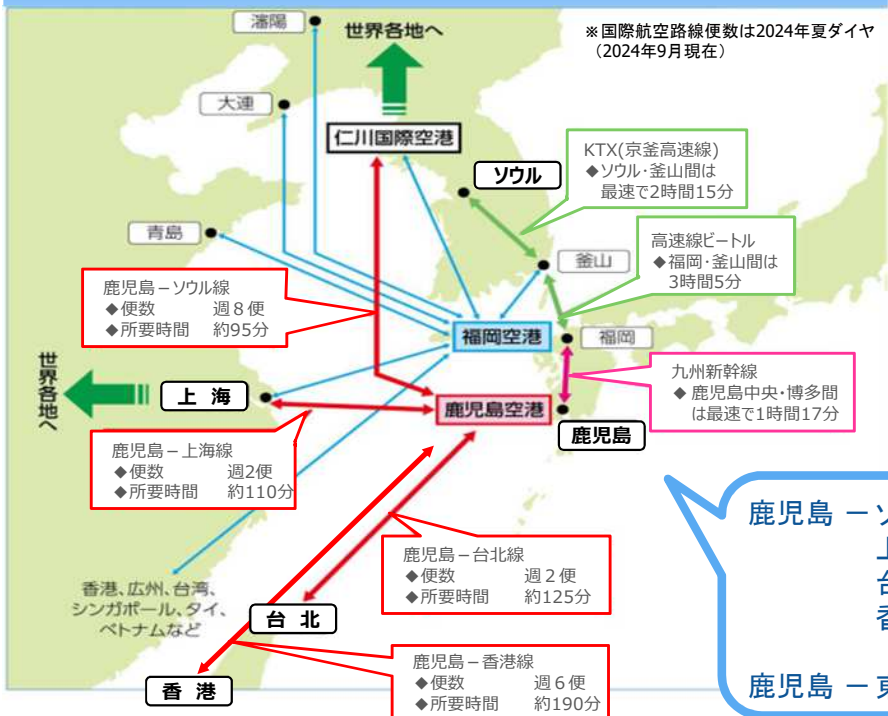 瀋陽
世界各地へ
※国際航空路線便数は2024年夏ダイヤ
（2024年9月現在）
大連
仁川国際空港
ソウル
KTX(京釜高速線)
◆ソウル・釜山間は
最速で2時間15分
青島
釜山
高速線ビートル
◆福岡・釜山間は
3時間5分
鹿児島－ソウル線
◆便数 週８便
◆所要時間 約95分
福岡空港
福岡
世界各地へ
上 海
鹿児島空港
鹿児島
九州新幹線
◆ 鹿児島中央・博多間
は最速で1時間17分
鹿児島－上海線
◆便数 週2便
◆所要時間 約110分
鹿児島 －ソ
上
台
香
鹿児島 －東
鹿児島－台北線
◆便数 週２便
◆所要時間 約125分
香港、広州、台湾、
シンガポール、タイ、
ベトナムなど
台 北
鹿児島－香港線
◆便数 週６便
◆所要時間 約190分
香 港